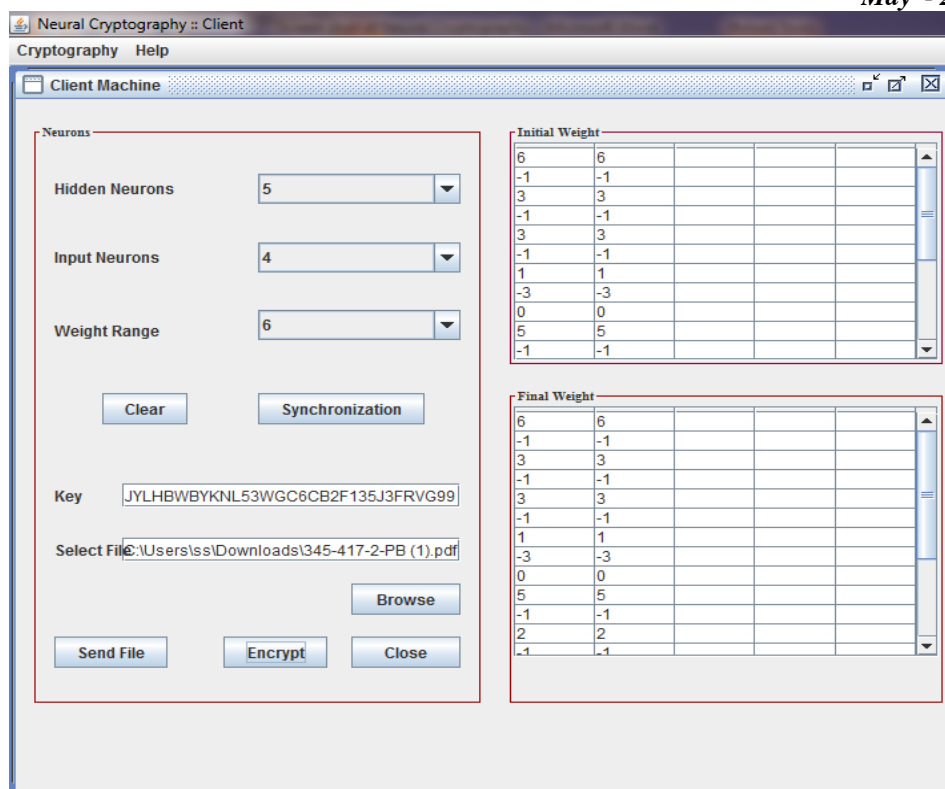 May - 2
Neural Cryptography :: Client
Cryptography Help
Client Machine
Neurons
Hidden Neurons 5
Input Neurons 4
Weight Range 6
Clear Synchronization
Key JYLHBWBYKNL53WGC6CB2F135J3FRVG99
Select File C:\Users\ss\Downloads\345-417-2-PB (1).pdf
Browse
Send File Encrypt Close
Initial Weight
6 6
-1 -1
3 3
-1 -1
3 3
-1 -1
1 1
-3 -3
0 0
5 5
-1 -1
Final Weight
6 6
-1 -1
3 3
-1 -1
3 3
-1 -1
1 1
-3 -3
0 0
5 5
-1 -1
2 2
-1 -1